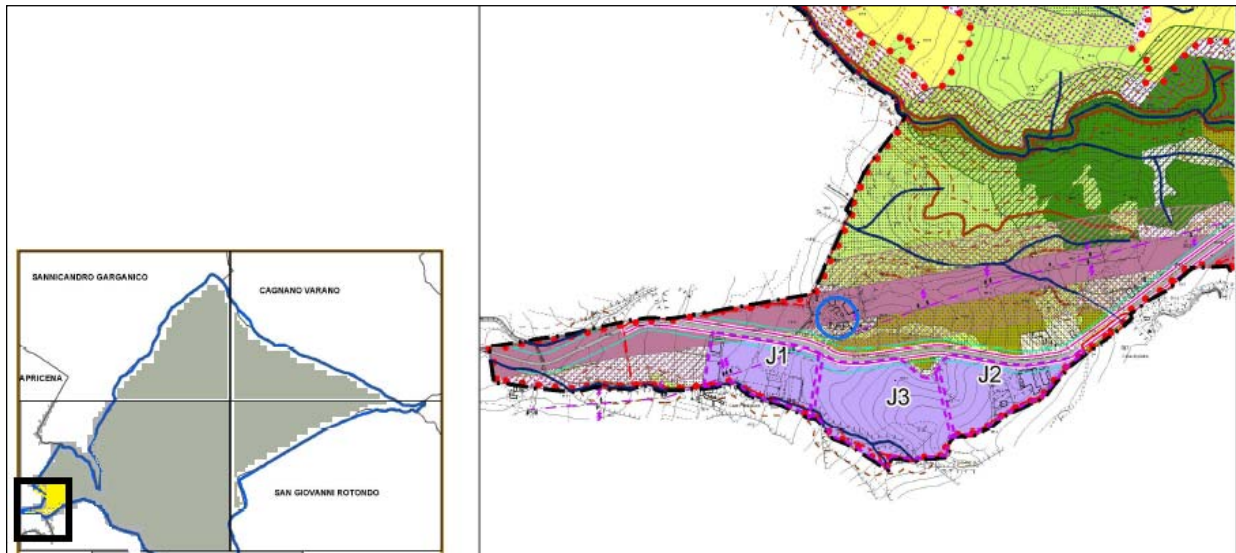 SANNICANDRO GARGANICO
CAGNANO VARANO
APRICENA
SAN GIOVANNI ROTONDO
J1
J2
J3